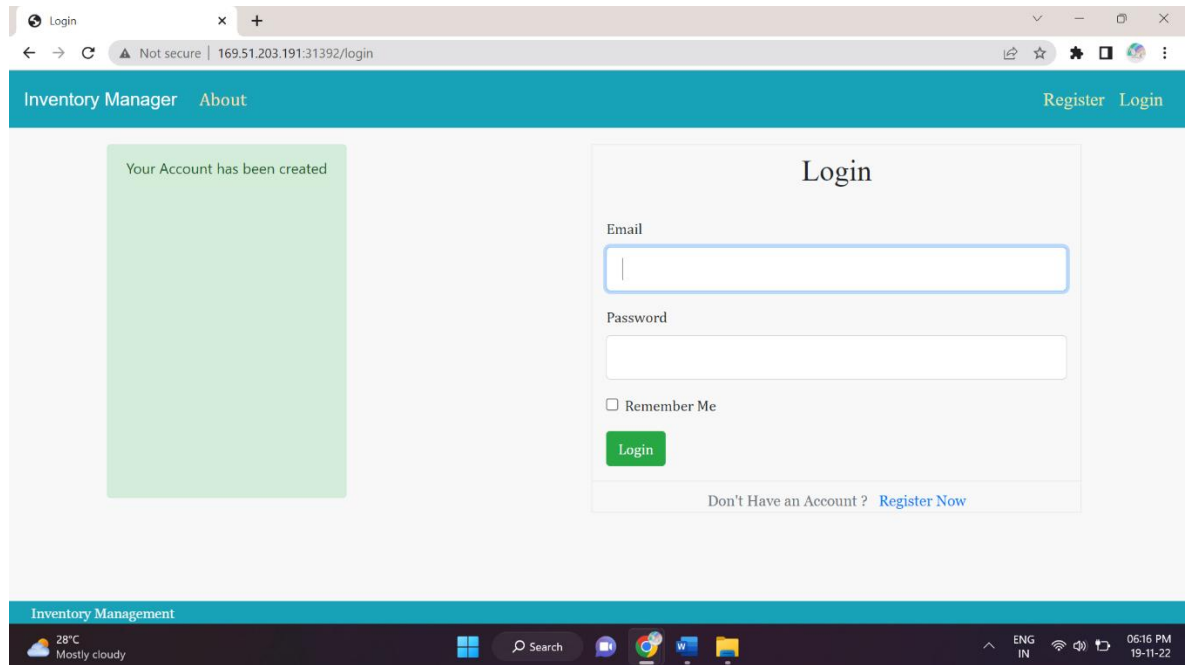 Login
Not secure | 169.51.203.191:31392/login
Inventory Manager About Register Login
Your Account has been created
Login
Email
Password
Remember Me
Login
Don't Have an Account ? Register Now
Inventory Management
28°C
Mostly cloudy
Search
W
ENG
IN
06:16 PM
19-11-22